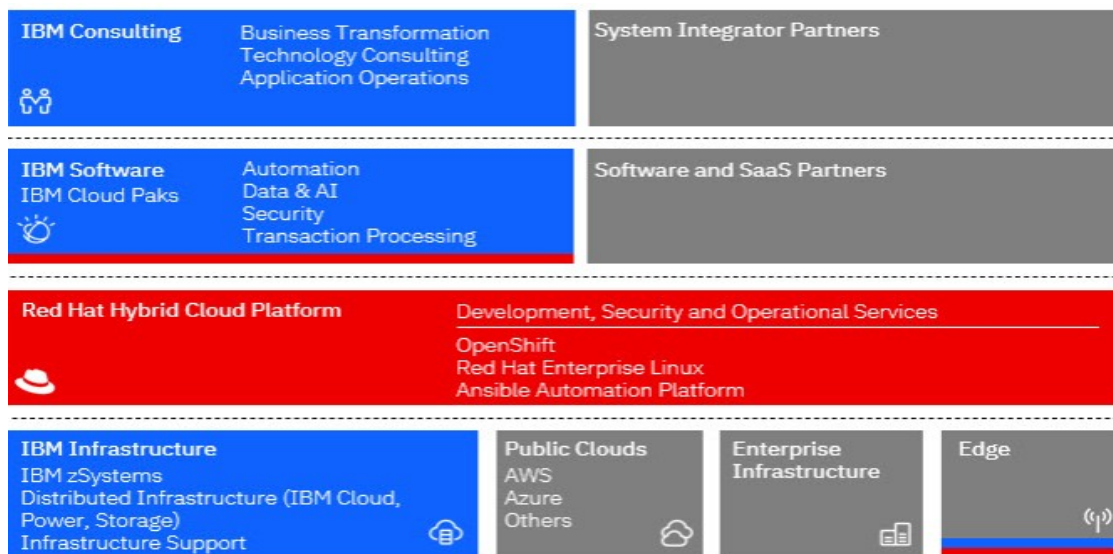 IBM Consulting
Business Transformation
Technology Consulting
Application Operations
System Integrator Partners
IBM Software
IBM Cloud Paks
Automation
Data & AI
Security
Transaction Processing
Software and SaaS Partners
Red Hat Hybrid Cloud Platform
Development, Security and Operational Services
OpenShift
Red Hat Enterprise Linux
Ansible Automation Platform
IBM Infrastructure
IBM zSystems
Distributed Infrastructure (IBM Cloud,
Power, Storage)
Infrastructure Support
Public Clouds
AWS
Azure
Others
Enterprise
Infrastructure
Edge